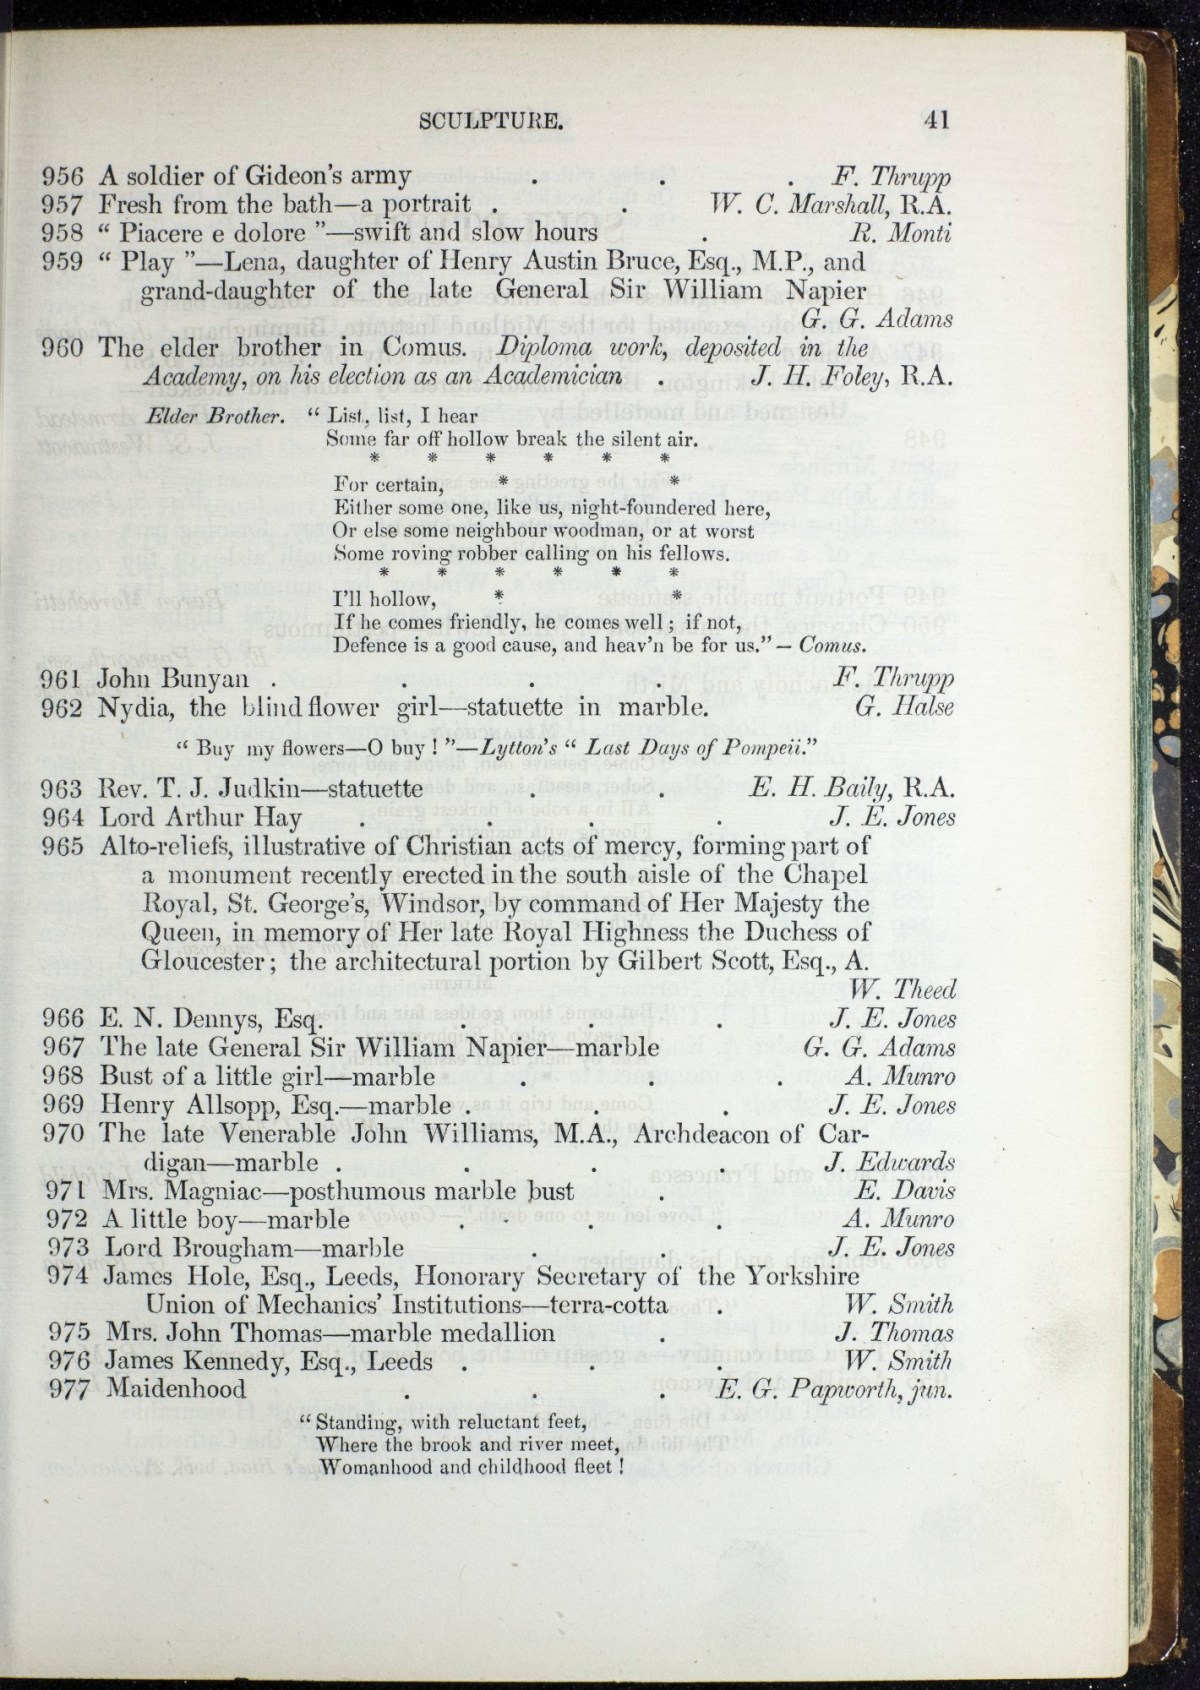 SCULPTURE. 41
956 A soldier of Gideon's army . . . F. Thrupp
957 Fresh from the bath—a portrait . . W. C. Marshall, R.A.
958 “ Piacere e dolore ”—swift and slow hours . R. Monti
959 “ Play ”—Lena, daughter of Henry Austin Bruce, Esq., M.P., and
grand-daughter of the late General Sir William Napier
G. G. Adams
960 The elder brother in Comus. Diploma work, deposited in the
Academy, on his election as an Academician . J. H. Foley, R.A.
Elder Brother. “ List, list, I hear
Some far off hollow break the silent air.
* * * * * *
For certain, * *
Either some one, like us, night-foundered here,
Or else some neighbour woodman, or at worst
Some roving robber calling on his fellows.
* * * * * *
I'll hollow, * *
If he comes friendly, he comes well ; if not,
Defence is a good cause, and heav'n be for us.” — Comus.
961 John Bunyan . . . . F. Thrupp
962 Nydia, the blind flower girl—statuette in marble. G. Halse
“ Buy my flowers—O buy ! ”—Lytton's “ Last Days of Pompeii.”
963 Rev. T. J. Judkin—statuette . . E. H. Baily, R.A.
964 Lord Arthur Hay . . . . J. E. Jones
965 Alto-reliefs, illustrative of Christian acts of mercy, forming part of
a monument recently erected in the south aisle of the Chapel
Royal, St. George's, Windsor, by command of Her Majesty the
Queen, in memory of Her late Royal Highness the Duchess of
Gloucester ; the architectural portion by Gilbert Scott, Esq., A.
W. Theed
966 E. N. Dennys, Esq. . . . J. E. Jones
967 The late General Sir William Napier—marble G. G. Adams
968 Bust of a little girl—marble . . . A. Munro
969 Henry Allsopp, Esq.—marble . . . J. E. Jones
970 The late Venerable John Williams, M.A., Archdeacon of Car-
digan—marble . . . . J. Edwards
971 Mrs. Magniac—posthumous marble bust . E. Davis
972 A little boy—marble . . . A. Munro
973 Lord Brougham—marble . . J. E. Jones
974 James Hole, Esq., Leeds, Honorary Secretary of the Yorkshire
Union of Mechanics' Institutions—terra-cotta . W. Smith
975 Mrs. John Thomas—marble medallion . J. Thomas
976 James Kennedy, Esq., Leeds . . . W. Smith
977 Maidenhood . . . E. G. Papworth, jun.
“ Standing, with reluctant feet,
Where the brook and river meet,
Womanhood and childhood fleet !